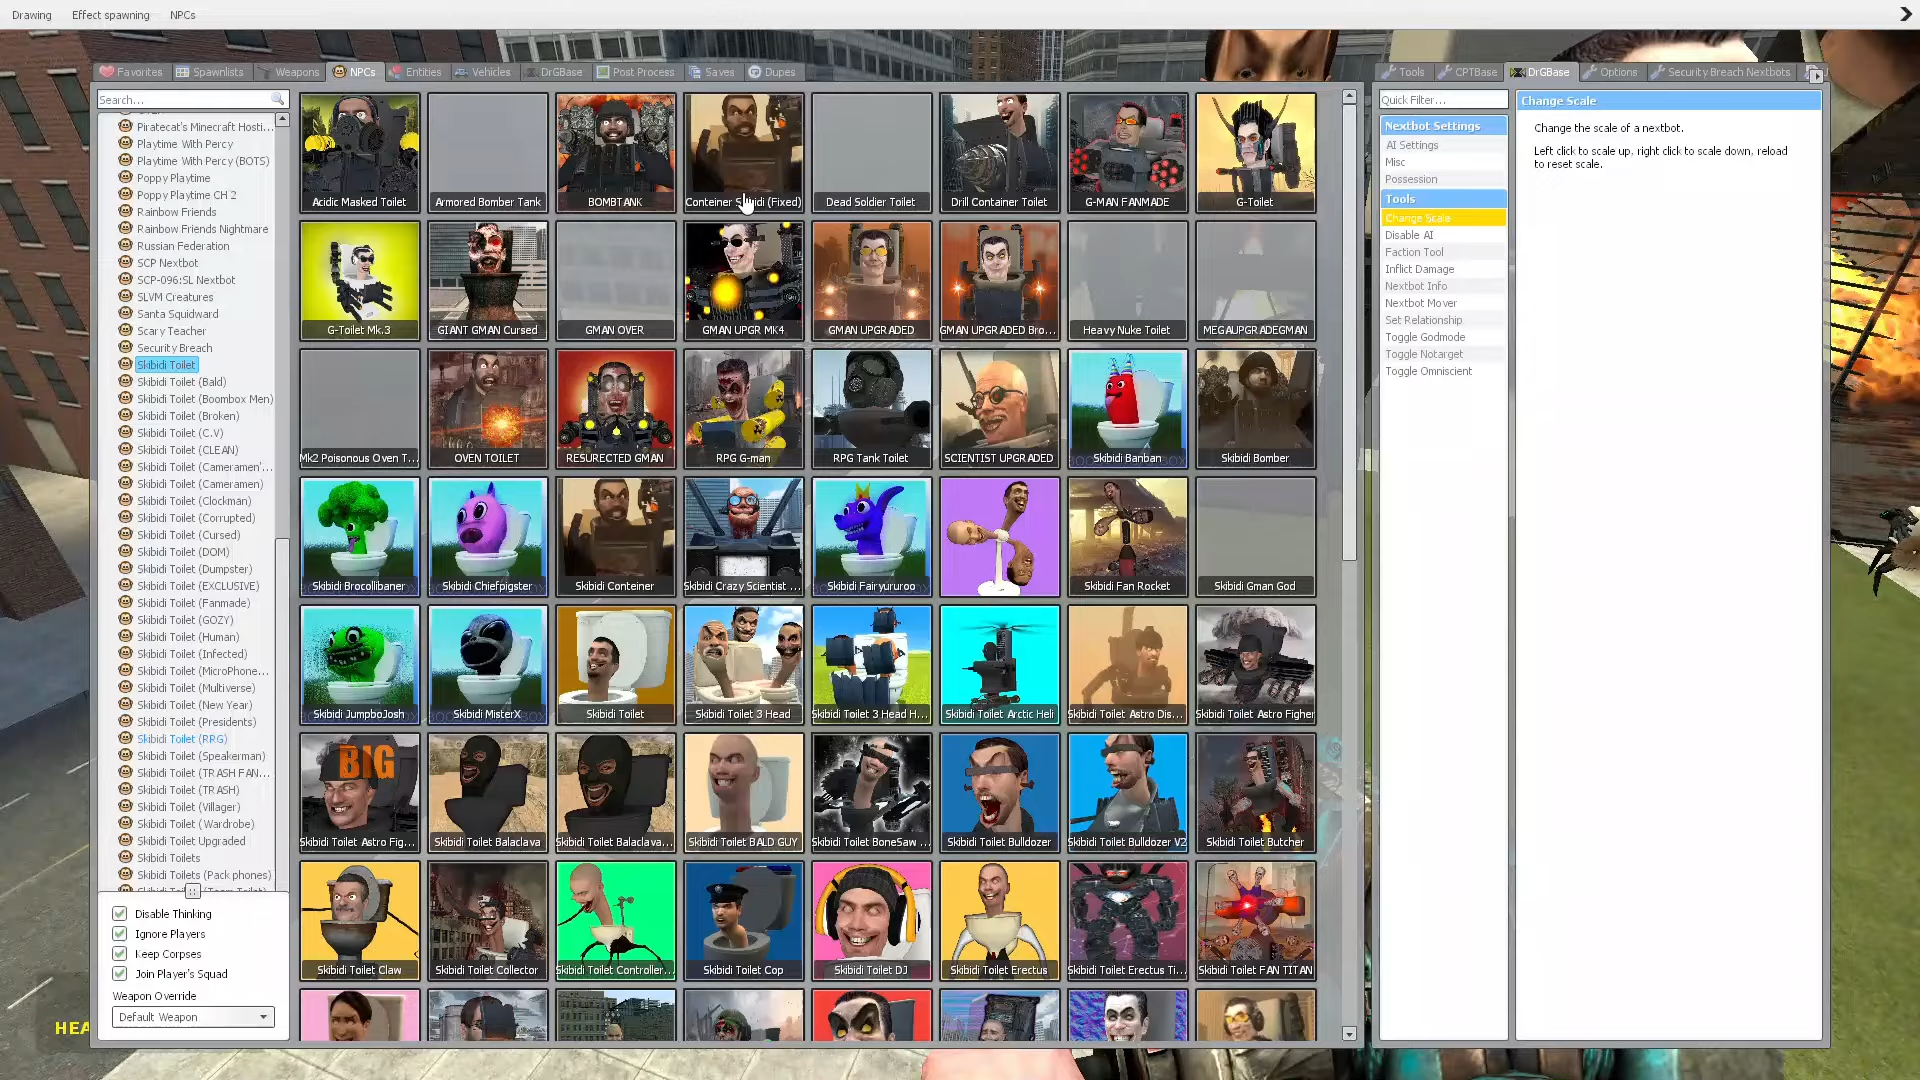 Drawing
Effect spawning
NPCs
Favorites
Spawnlists
Weapons
NPCs
Entities
Vehicles
DrGBase
Post Process
Saves
Dupes
Search...
Piratecat's Minecraft Hosti...
Playtime With Percy
Playtime With Percy (BOTS)
Poppy Playtime
Poppy Playtime CH 2
Rainbow Friends
Rainbow Friends Nightmare
Russian Federation
SCP Nextbot
SCP-096:SL Nextbot
SLVM Creatures
Santa Squidward
Scary Teacher
Security Breach
Skibidi Toilet
Skibidi Toilet (Bald)
Skibidi Toilet (Boombox Men)
Skibidi Toilet (Broken)
Skibidi Toilet (C.V)
Skibidi Toilet (CLEAN)
Skibidi Toilet (Cameramen'...
Skibidi Toilet (Cameramen)
Skibidi Toilet (Clockman)
Skibidi Toilet (Corrupted)
Skibidi Toilet (Cursed)
Skibidi Toilet (DOM)
Skibidi Toilet (Dumpster)
Skibidi Toilet (EXCLUSIVE)
Skibidi Toilet (Fanmade)
Skibidi Toilet (GOZY)
Skibidi Toilet (Human)
Skibidi Toilet (Infected)
Skibidi Toilet (MicroPhone...
Skibidi Toilet (Multiverse)
Skibidi Toilet (New Year)
Skibidi Toilet (Presidents)
Skibidi Toilet (RRG)
Skibidi Toilet (Speakerman)
Skibidi Toilet (TRASH FAN...
Skibidi Toilet (TRASH)
Skibidi Toilet (Villager)
Skibidi Toilet (Wardrobe)
Skibidi Toilet Upgraded
Skibidi Toilets
Skibidi Toilets (Pack phones)
Disable Thinking
Ignore Players
Keep Corpses
Join Player's Squad
Weapon Override
Default Weapon
HEA
Acidic Masked Toilet
Armored Bomber Tank
BOMBTANK
Conteiner Skibidi (Fixed)
Dead Soldier Toilet
Drill Container Toilet
G-MAN FANMADE
G-Toilet
G-Toilet Mk.3
GIANT GMAN Cursed
GMAN OVER
GMAN UPGR MK4
GMAN UPGRADED
GMAN UPGRADED Bro...
Heavy Nuke Toilet
MEGAUPGRADEGMAN
Mk2 Poisonous Oven T...
OVEN TOILET
RESURECTED GMAN
RPG G-man
RPG Tank Toilet
SCIENTIST UPGRADED
Skibidi Banban
Skibidi Bomber
Skibidi Brocollibaner
Skibidi Chiefpigster
Skibidi Conteiner
Skibidi Crazy Scientist ...
Skibidi Fairyururoo
Skibidi Fan Rocket
Skibidi Gman God
Skibidi JumpboJosh
Skibidi MisterX
Skibidi Toilet
Skibidi Toilet 3 Head
Skibidi Toilet 3 Head H...
Skibidi Toilet Arctic Heli
Skibidi Toilet Astro Dis...
Skibidi Toilet Astro Figher
BIG
Skibidi Toilet Astro Fig...
Skibidi Toilet Balaclava
Skibidi Toilet Balaclava...
Skibidi Toilet BALD GUY
Skibidi Toilet BoneSaw ...
Skibidi Toilet Bulldozer
Skibidi Toilet Bulldozer V2
Skibidi Toilet Butcher
Skibidi Toilet Claw
Skibidi Toilet Collector
Skibidi Toilet Controller...
Skibidi Toilet Cop
Skibidi Toilet DJ
Skibidi Toilet Erectus
Skibidi Toilet Erectus Ti...
Skibidi Toilet FAN TITAN
Tools
CPTBase
DrGBase
Options
Security Breach Nextbots
Quick Filter...
Nextbot Settings
AI Settings
Misc
Possession
Tools
Change Scale
Disable AI
Faction Tool
Inflict Damage
Nextbot Info
Nextbot Mover
Set Relationship
Toggle Godmode
Toggle Notarget
Toggle Omniscient
Change Scale
Change the scale of a nextbot.
Left click to scale up, right click to scale down, reload
to reset scale.